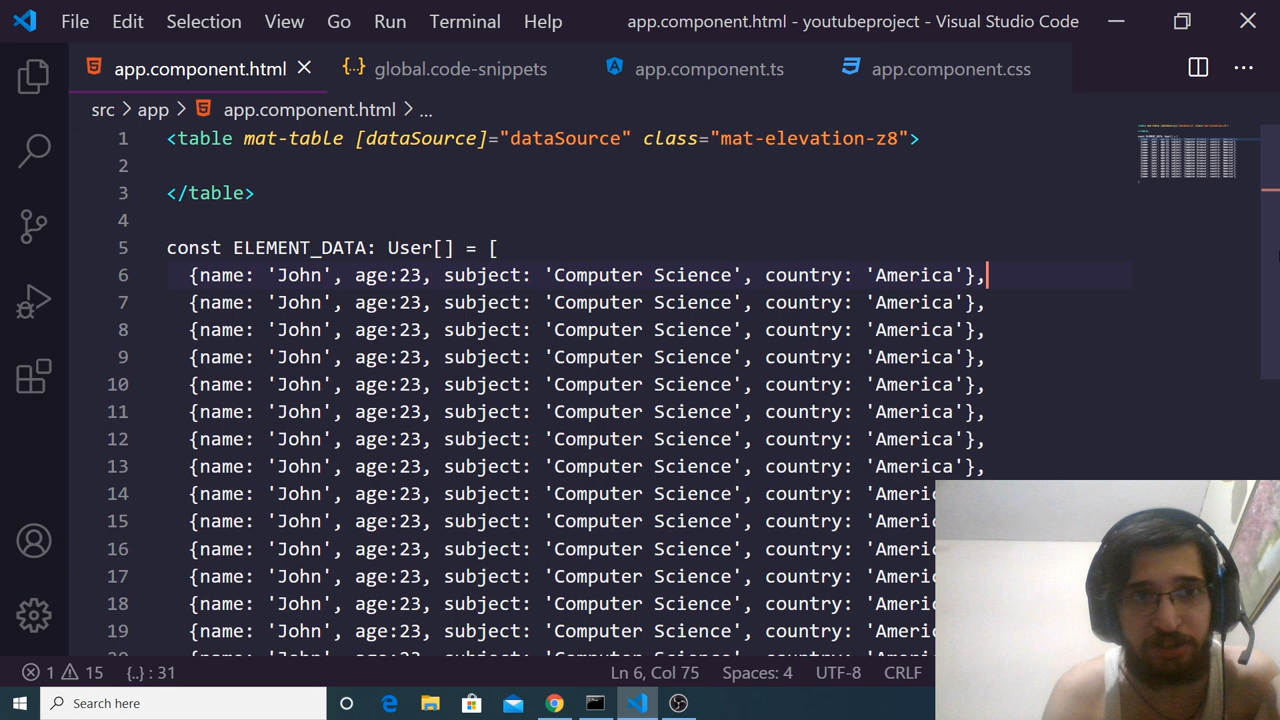 File Edit Selection View Go Run Terminal Help app.component.html - youtubeproject - Visual Studio Code
app.component.html global.code-snippets app.component.ts app.component.css
src app app.component.html ...
1 <table mat-table [dataSource]="dataSource" class="mat-elevation-z8">
2
3 </table>
4
5 const ELEMENT_DATA: User[] = [
6 {name: 'John', age:23, subject: 'Computer Science', country: 'America'},
7 {name: 'John', age:23, subject: 'Computer Science', country: 'America'},
8 {name: 'John', age:23, subject: 'Computer Science', country: 'America'},
9 {name: 'John', age:23, subject: 'Computer Science', country: 'America'},
10 {name: 'John', age:23, subject: 'Computer Science', country: 'America'},
11 {name: 'John', age:23, subject: 'Computer Science', country: 'America'},
12 {name: 'John', age:23, subject: 'Computer Science', country: 'America'},
13 {name: 'John', age:23, subject: 'Computer Science', country: 'America'},
14 {name: 'John', age:23, subject: 'Computer Science', country: 'Ameri
15 {name: 'John', age:23, subject: 'Computer Science', country: 'Ameri
16 {name: 'John', age:23, subject: 'Computer Science', country: 'Ameri
17 {name: 'John', age:23, subject: 'Computer Science', country: 'Ameri
18 {name: 'John', age:23, subject: 'Computer Science', country: 'Ameri
19 {name: 'John', age:23, subject: 'Computer Science', country: 'Ameri
1 15 {..} : 31 Ln 6, Col 75 Spaces: 4 UTF-8 CRLF
Search here